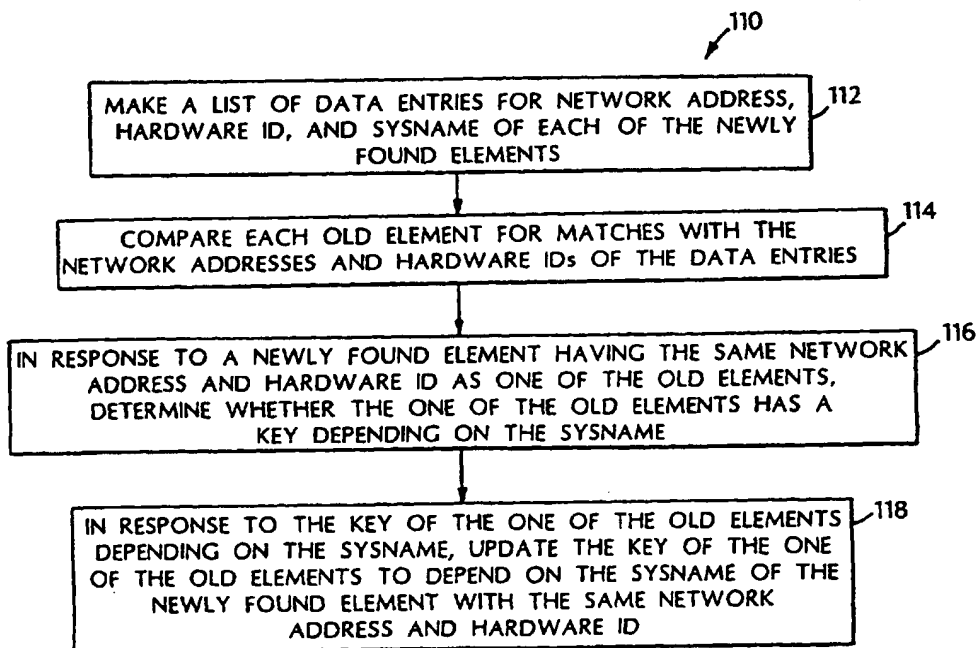 110
MAKE A LIST OF DATA ENTRIES FOR NETWORK ADDRESS,
HARDWARE ID, AND SYSNAME OF EACH OF THE NEWLY
FOUND ELEMENTS
112
COMPARE EACH OLD ELEMENT FOR MATCHES WITH THE
NETWORK ADDRESSES AND HARDWARE IDs OF THE DATA ENTRIES
114
IN RESPONSE TO A NEWLY FOUND ELEMENT HAVING THE SAME NETWORK
ADDRESS AND HARDWARE ID AS ONE OF THE OLD ELEMENTS,
DETERMINE WHETHER THE ONE OF THE OLD ELEMENTS HAS A
KEY DEPENDING ON THE SYSNAME
116
IN RESPONSE TO THE KEY OF THE ONE OF THE OLD ELEMENTS
DEPENDING ON THE SYSNAME, UPDATE THE KEY OF THE ONE
OF THE OLD ELEMENTS TO DEPEND ON THE SYSNAME OF THE
NEWLY FOUND ELEMENT WITH THE SAME NETWORK
ADDRESS AND HARDWARE ID
118